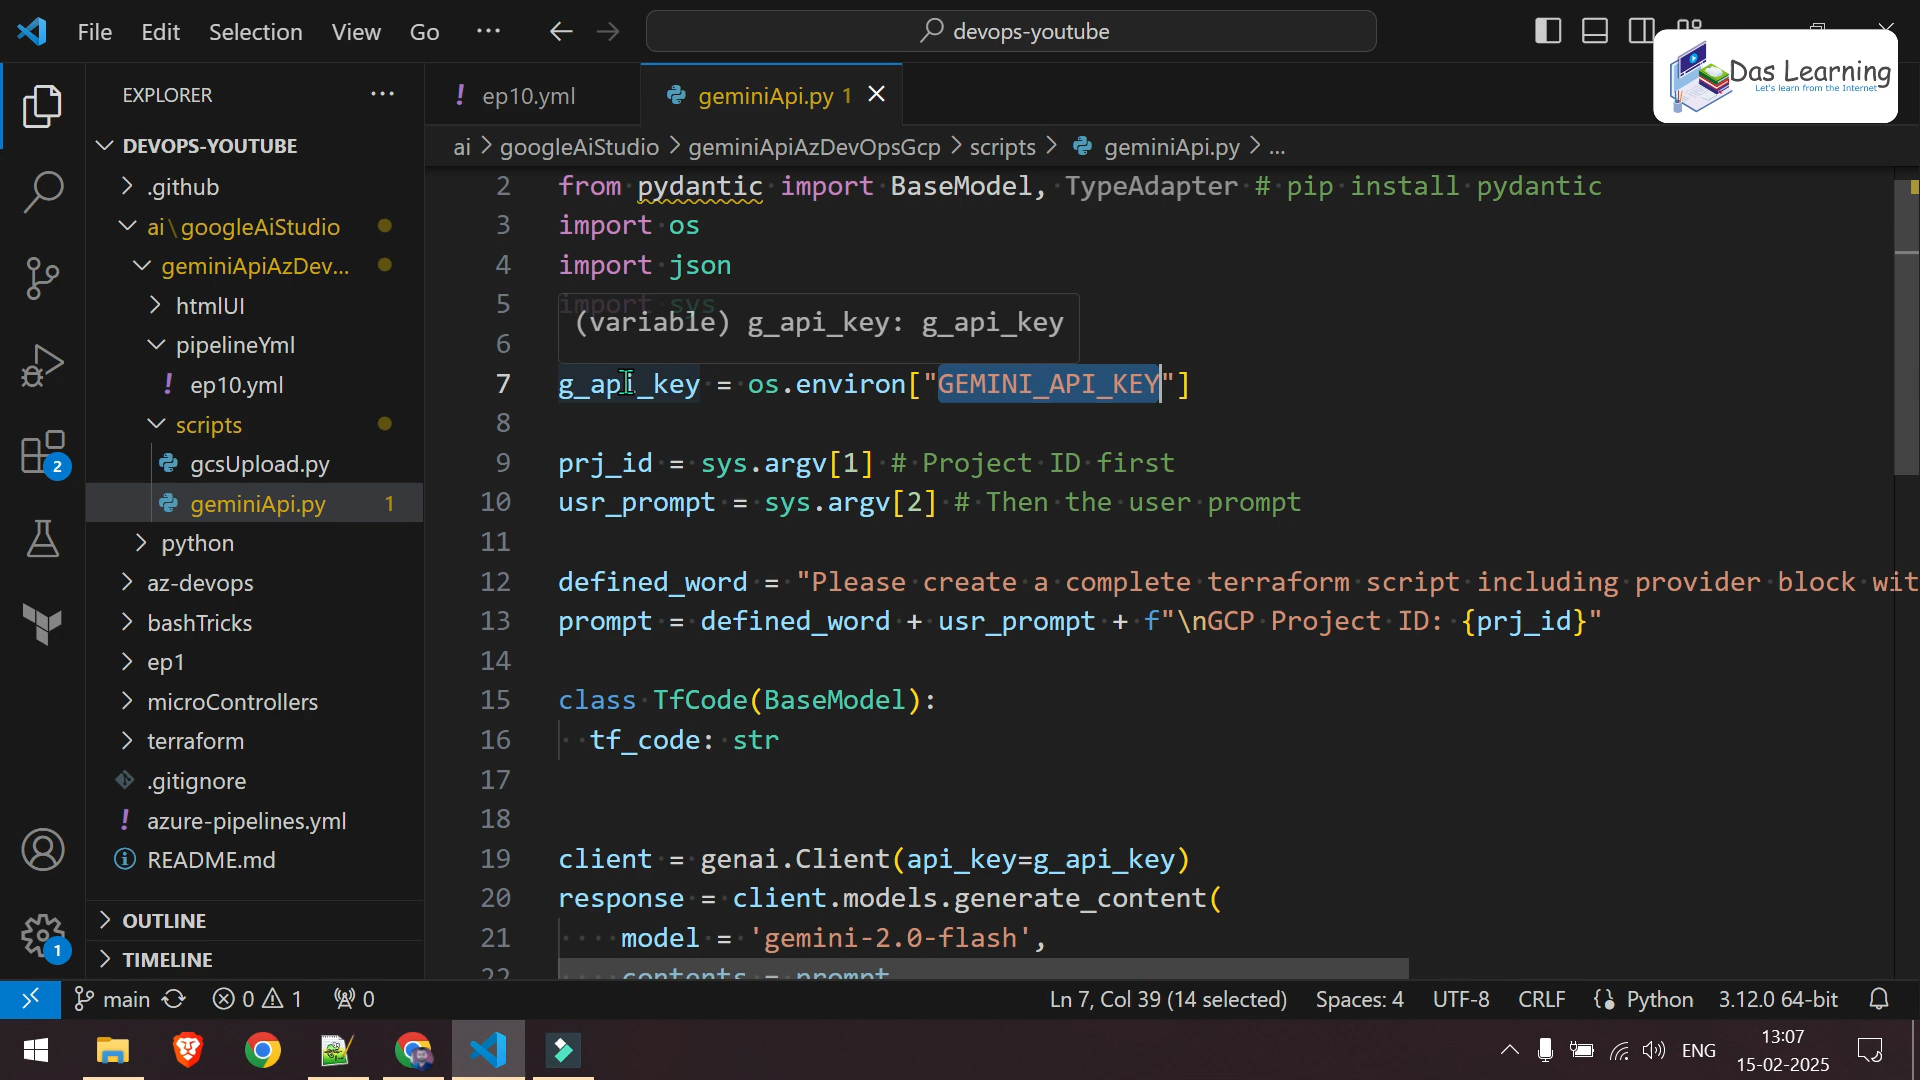 File Edit Selection View Go ... devops-youtube
Das Learning
Let's learn from the Internet
EXPLORER
ep10.yml
geminiApi.py 1
DEVOPS-YOUTUBE
.github
ai\googleAiStudio
geminiApiAzDev...
htmlUI
pipelineYml
ep10.yml
scripts
gcsUpload.py
geminiApi.py 1
python
az-devops
bashTricks
ep1
microControllers
terraform
.gitignore
azure-pipelines.yml
README.md
OUTLINE
TIMELINE
2
1
ai > googleAiStudio > geminiApiAzDevOpsGcp > scripts > geminiApi.py > ...
2 from pydantic import BaseModel, TypeAdapter # pip install pydantic
3 import os
4 import json
5 import sys
(variable) g_api_key: g_api_key
6
7 g_api_key = os.environ["GEMINI_API_KEY"]
8
9 prj_id = sys.argv[1] # Project ID first
10 usr_prompt = sys.argv[2] # Then the user prompt
11
12 defined_word = "Please create a complete terraform script including provider block wit
13 prompt = defined_word + usr_prompt + f"\nGCP Project ID: {prj_id}"
14
15 class TfCode(BaseModel):
16 tf_code: str
17
18
19 client = genai.Client(api_key=g_api_key)
20 response = client.models.generate_content(
21 model = 'gemini-2.0-flash',
22 contents = prompt
main 0 1 0 Ln 7, Col 39 (14 selected) Spaces: 4 UTF-8 CRLF Python 3.12.0 64-bit
ENG
13:07
15-02-2025